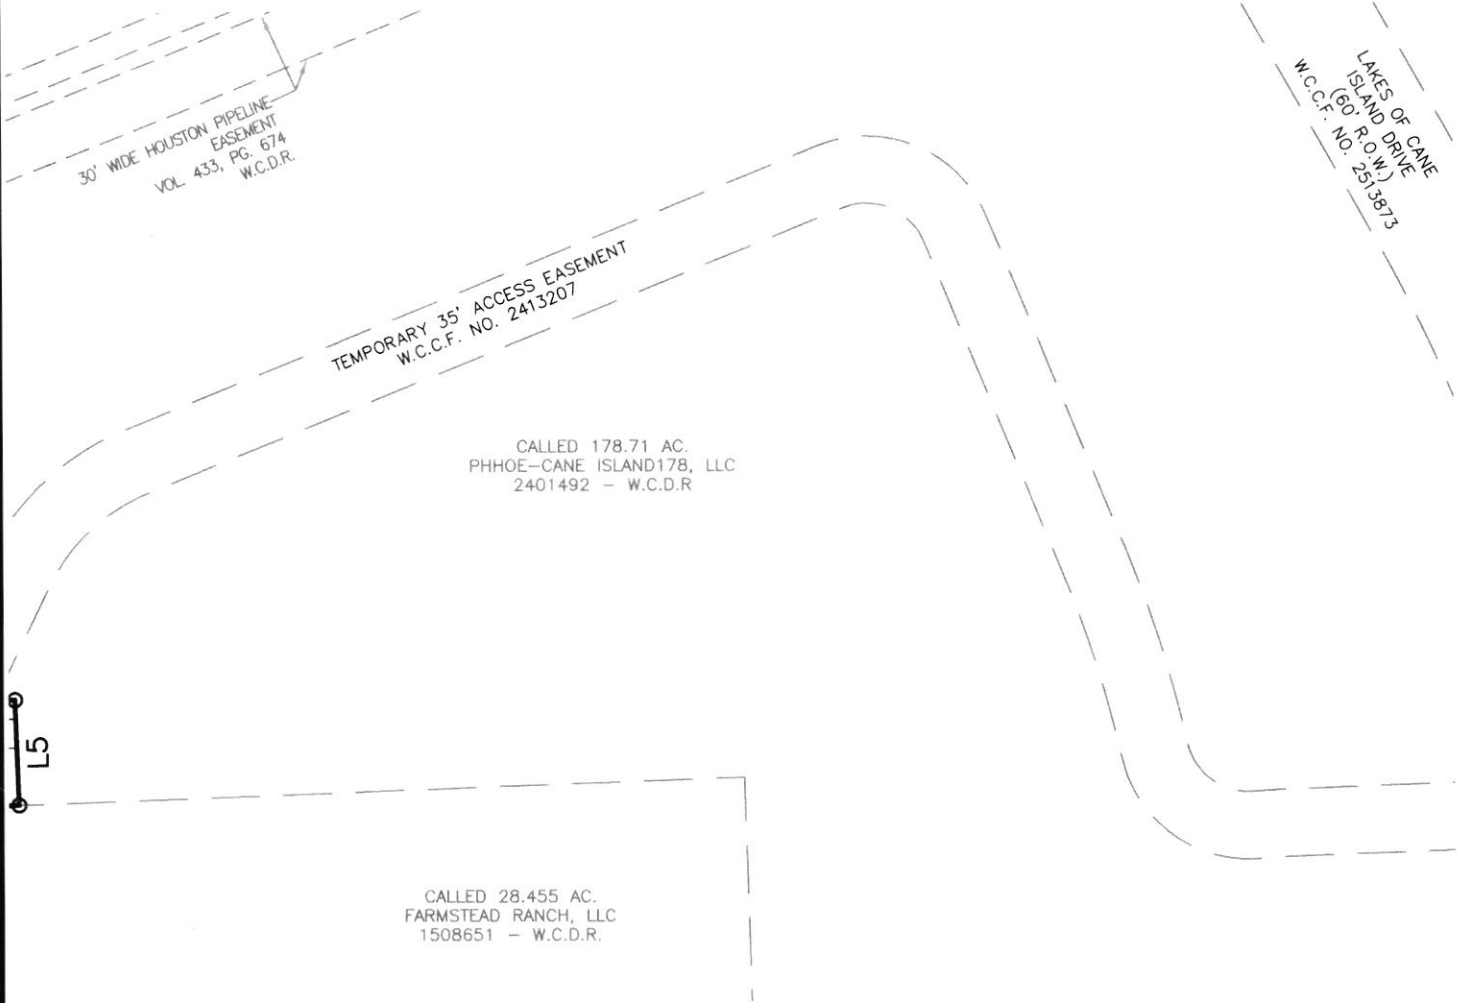 30' WIDE HOUSTON PIPELINE
EASEMENT
VOL. 433, PG. 674
W.C.D.R.
LAKES OF CANE
ISLAND DRIVE
(60' R.O.W.)
W.C.C.F. NO. 2513873
TEMPORARY 35' ACCESS EASEMENT
W.C.C.F. NO. 2413207
CALLED 178.71 AC.
PHHOE-CANE ISLAND178, LLC
2401492 - W.C.D.R
L5
CALLED 28.455 AC.
FARMSTEAD RANCH, LLC
1508651 - W.C.D.R.